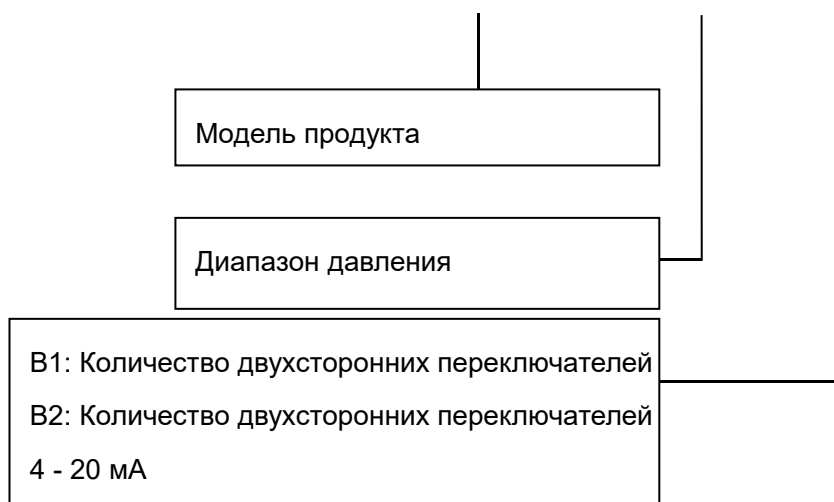 Модель продукта
Диапазон давления
B1: Количество двухсторонних переключателей
B2: Количество двухсторонних переключателей
4 - 20 мА